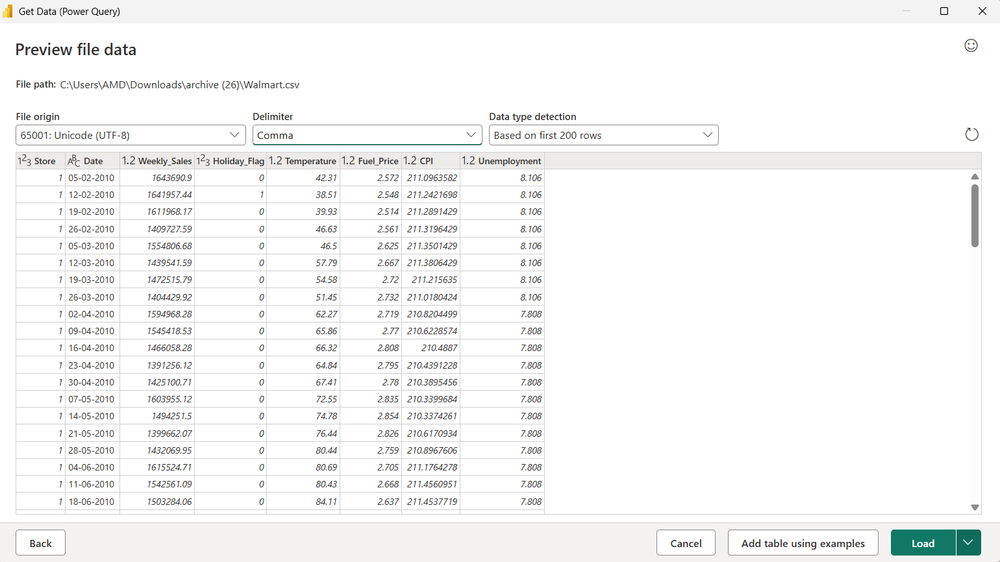 Get Data (Power Query)
Preview file data
File path: C:\Users\AMD\Downloads\archive (26)\Walmart.csv
File origin Delimiter Data type detection
65001: Unicode (UTF-8) Comma Based on first 200 rows
1²3 Store ABC Date 1.2 Weekly_Sales 1²3 Holiday_Flag 1.2 Temperature 1.2 Fuel_Price 1.2 CPI 1.2 Unemployment
1 05-02-2010 1643690.9 0 42.31 2.572 211.0963582 8.106
1 12-02-2010 1641957.44 1 38.51 2.548 211.2421698 8.106
1 19-02-2010 1611968.17 0 39.93 2.514 211.2891429 8.106
1 26-02-2010 1409727.59 0 46.63 2.561 211.3196429 8.106
1 05-03-2010 1554806.68 0 46.5 2.625 211.3501429 8.106
1 12-03-2010 1439541.59 0 57.79 2.667 211.3806429 8.106
1 19-03-2010 1472515.79 0 54.58 2.72 211.215635 8.106
1 26-03-2010 1404429.92 0 51.45 2.732 211.0180424 8.106
1 02-04-2010 1594968.28 0 62.27 2.719 210.8204499 7.808
1 09-04-2010 1545418.53 0 65.86 2.77 210.6228574 7.808
1 16-04-2010 1466058.28 0 66.32 2.808 210.4887 7.808
1 23-04-2010 1391256.12 0 64.84 2.795 210.4391228 7.808
1 30-04-2010 1425100.71 0 67.41 2.78 210.3895456 7.808
1 07-05-2010 1603955.12 0 72.55 2.835 210.3399684 7.808
1 14-05-2010 1494251.5 0 74.78 2.854 210.3374261 7.808
1 21-05-2010 1399662.07 0 76.44 2.826 210.6170934 7.808
1 28-05-2010 1432069.95 0 80.44 2.759 210.8967606 7.808
1 04-06-2010 1615524.71 0 80.69 2.705 211.1764278 7.808
1 11-06-2010 1542561.09 0 80.43 2.668 211.4560951 7.808
1 18-06-2010 1503284.06 0 84.11 2.637 211.4537719 7.808
Back Cancel Add table using examples Load